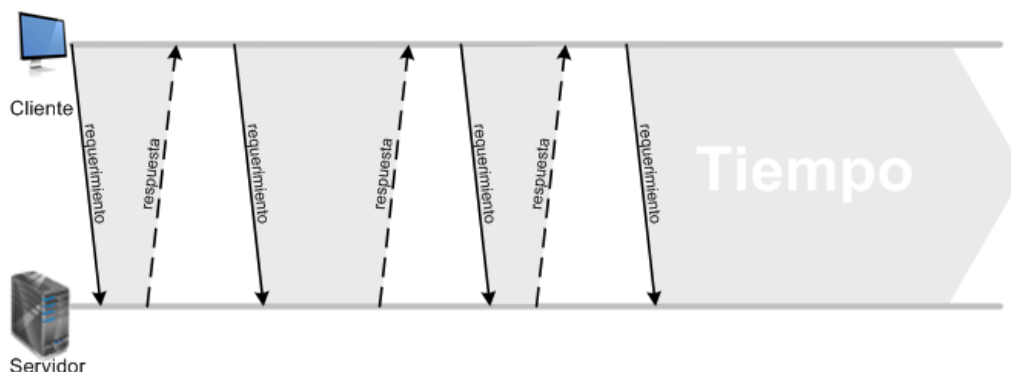 Cliente
requerimiento
respuesta
requerimiento
respuesta
requerimiento
respuesta
requerimiento
Tiempo
Servidor